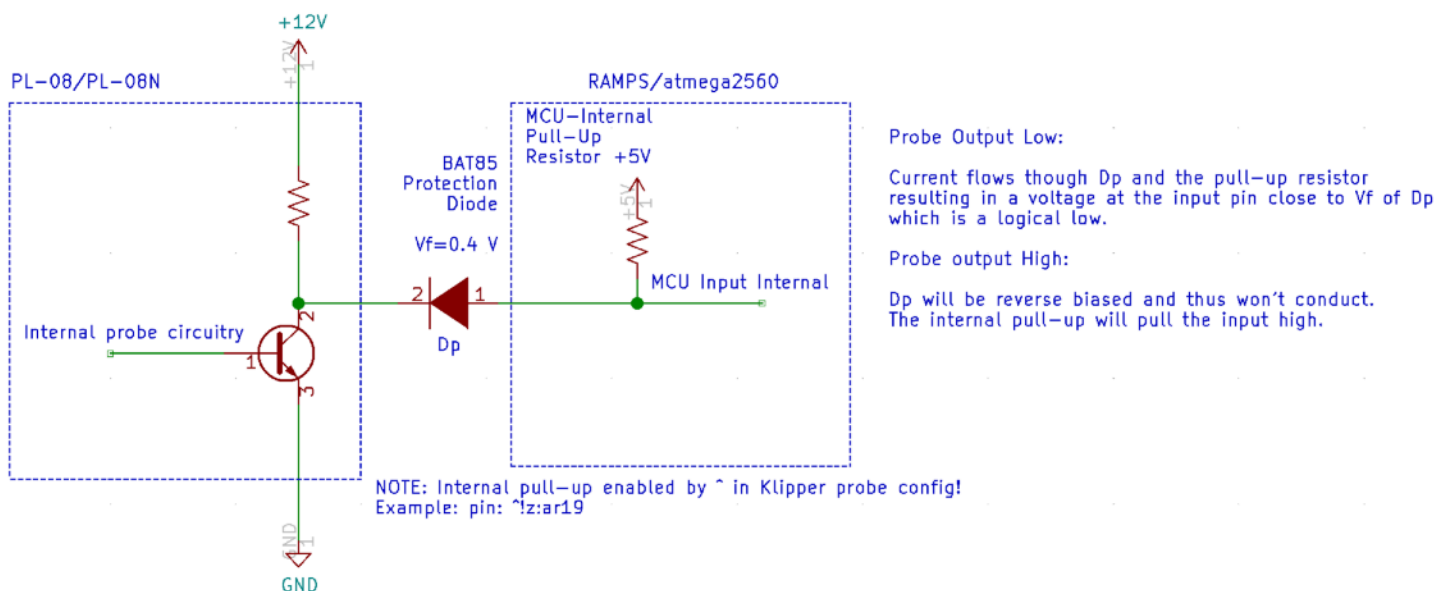 +12V
+12V
1
PL-08/PL-08N
RAMPS/atmega2560
MCU-Internal
Pull-Up
Resistor +5V
+5V
1
BAT85
Protection
Diode
Vf=0.4 V
2
1
Dp
MCU Input Internal
Internal probe circuitry
1
2
3
Probe Output Low:
Current flows though Dp and the pull-up resistor
resulting in a voltage at the input pin close to Vf of Dp
which is a logical low.
Probe output High:
Dp will be reverse biased and thus won't conduct.
The internal pull-up will pull the input high.
NOTE: Internal pull-up enabled by ^ in Klipper probe config!
Example: pin: ^!z:ar19
GND
1
GND